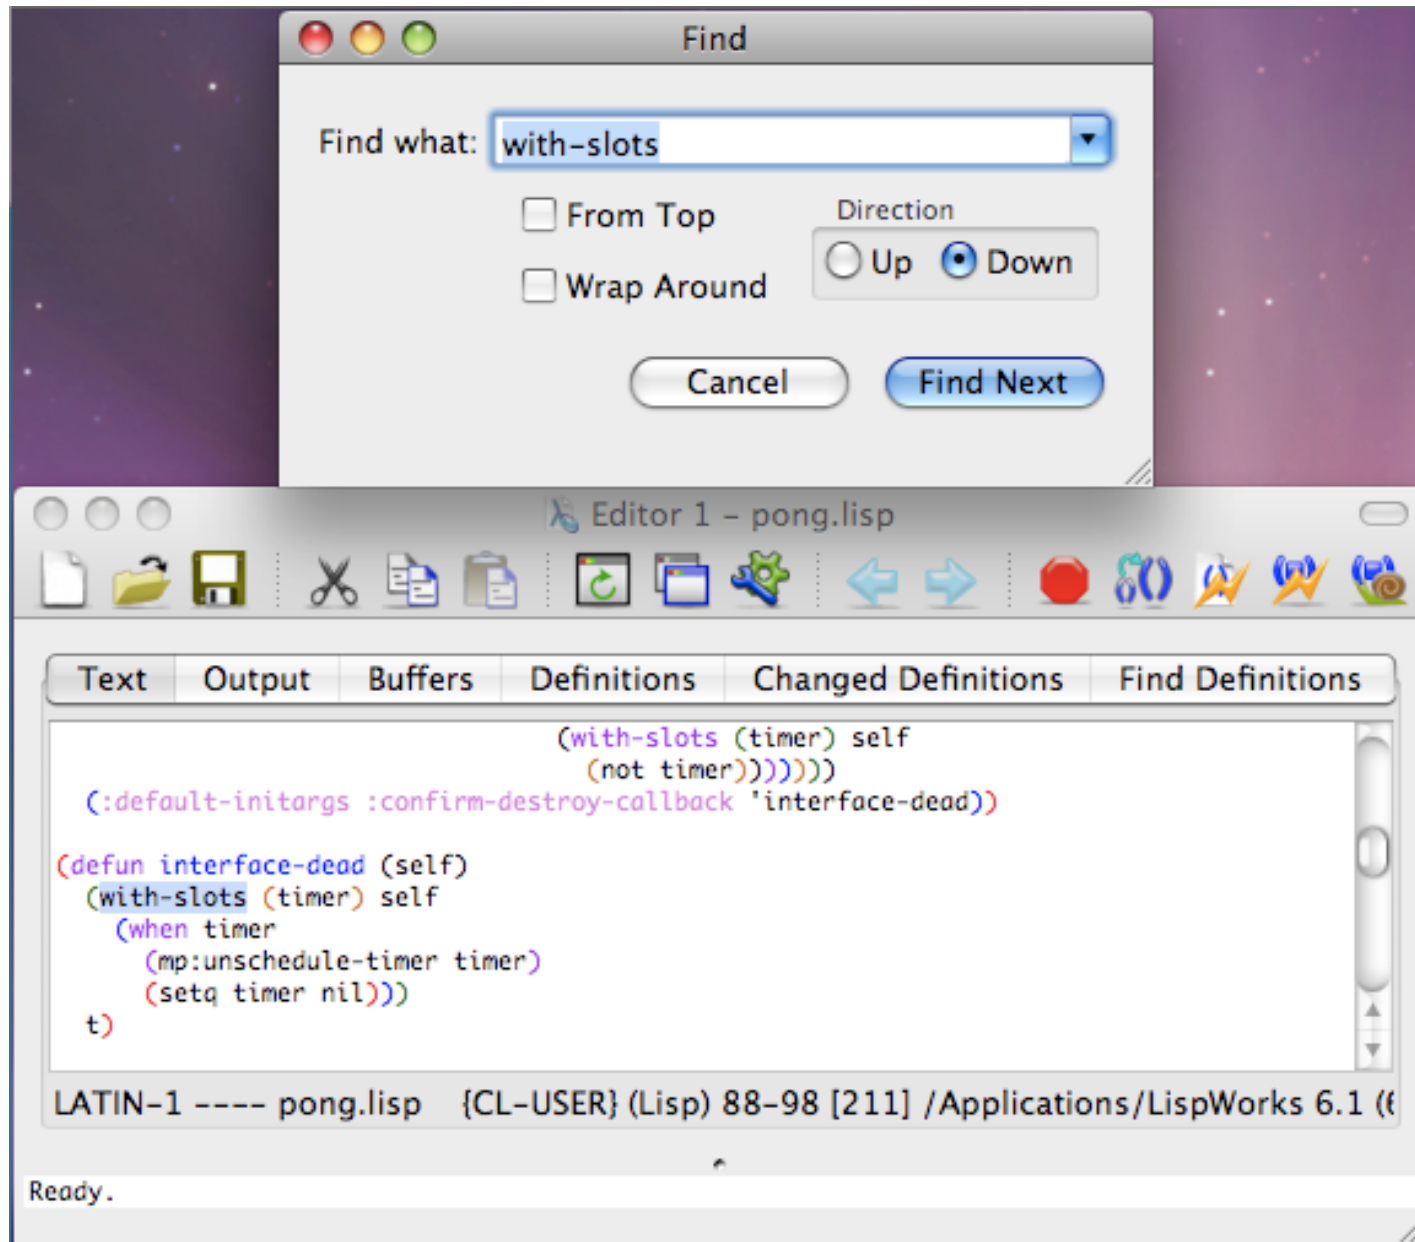 Find
Find what: with-slots
From Top
Direction
Up Down
Wrap Around
Cancel Find Next
Editor 1 – pong.lisp
Text Output Buffers Definitions Changed Definitions Find Definitions
(with-slots (timer) self
(not timer)))))))
(:default-initargs :confirm-destroy-callback 'interface-dead))
(defun interface-dead (self)
(with-slots (timer) self
(when timer
(mp:unschedule-timer timer)
(setq timer nil)))
t)
LATIN-1 ---- pong.lisp {CL-USER} (Lisp) 88-98 [211] /Applications/LispWorks 6.1 (6
Ready.